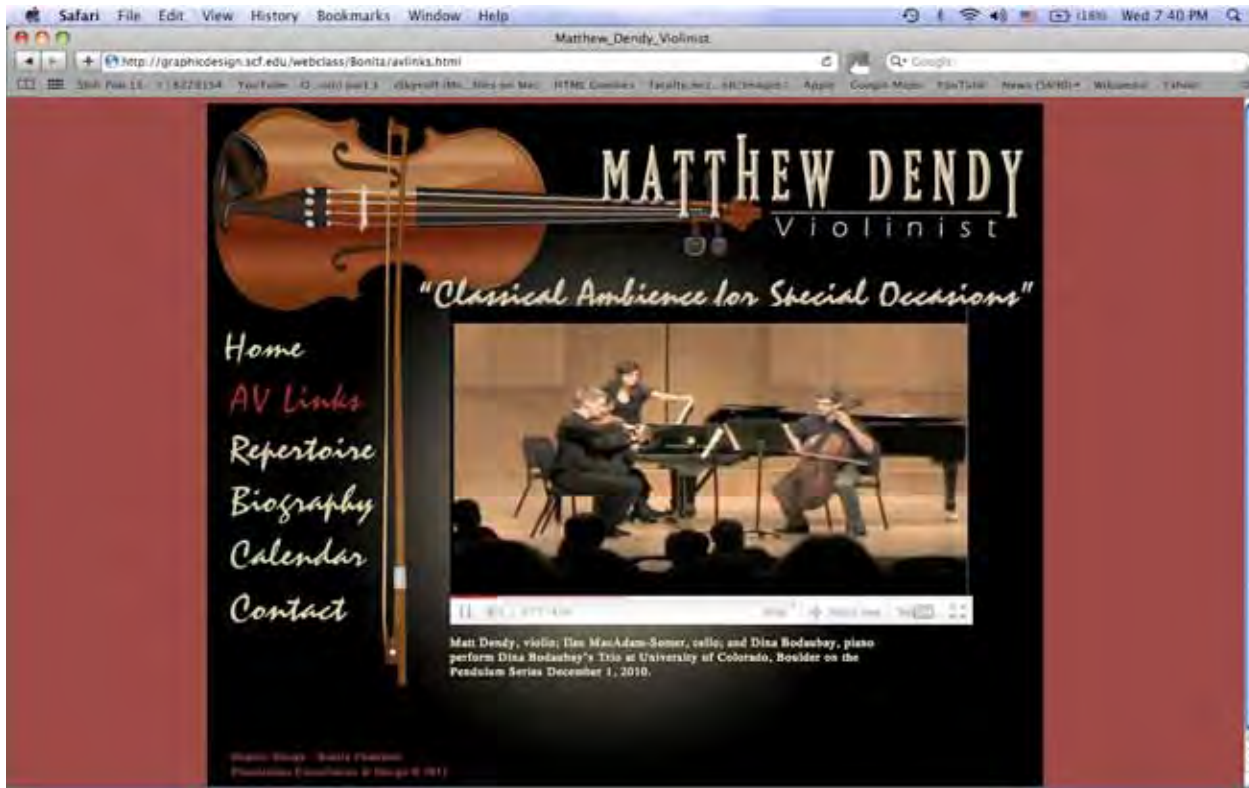 Safari File Edit View History Bookmarks Window Help Wed 7:40 PM
Matthew_Dendy_Violinist
http://graphicdesign.scf.edu/webclass/Bonita/avlinks.html Google
YouTube Apple Google Maps YouTube News Wikipedia Yahoo!
MATTHEW DENDY
Violinist
"Classical Ambience for Special Occasions"
Home
AV Links
Repertoire
Biography
Calendar
Contact
Matt Dendy, violin; Ilan MacAdam-Somer, cello; and Dina Bodaubay, piano
perform Dina Bodaubey's Trio at University of Colorado, Boulder on the
Pendulum Series December 1, 2010.